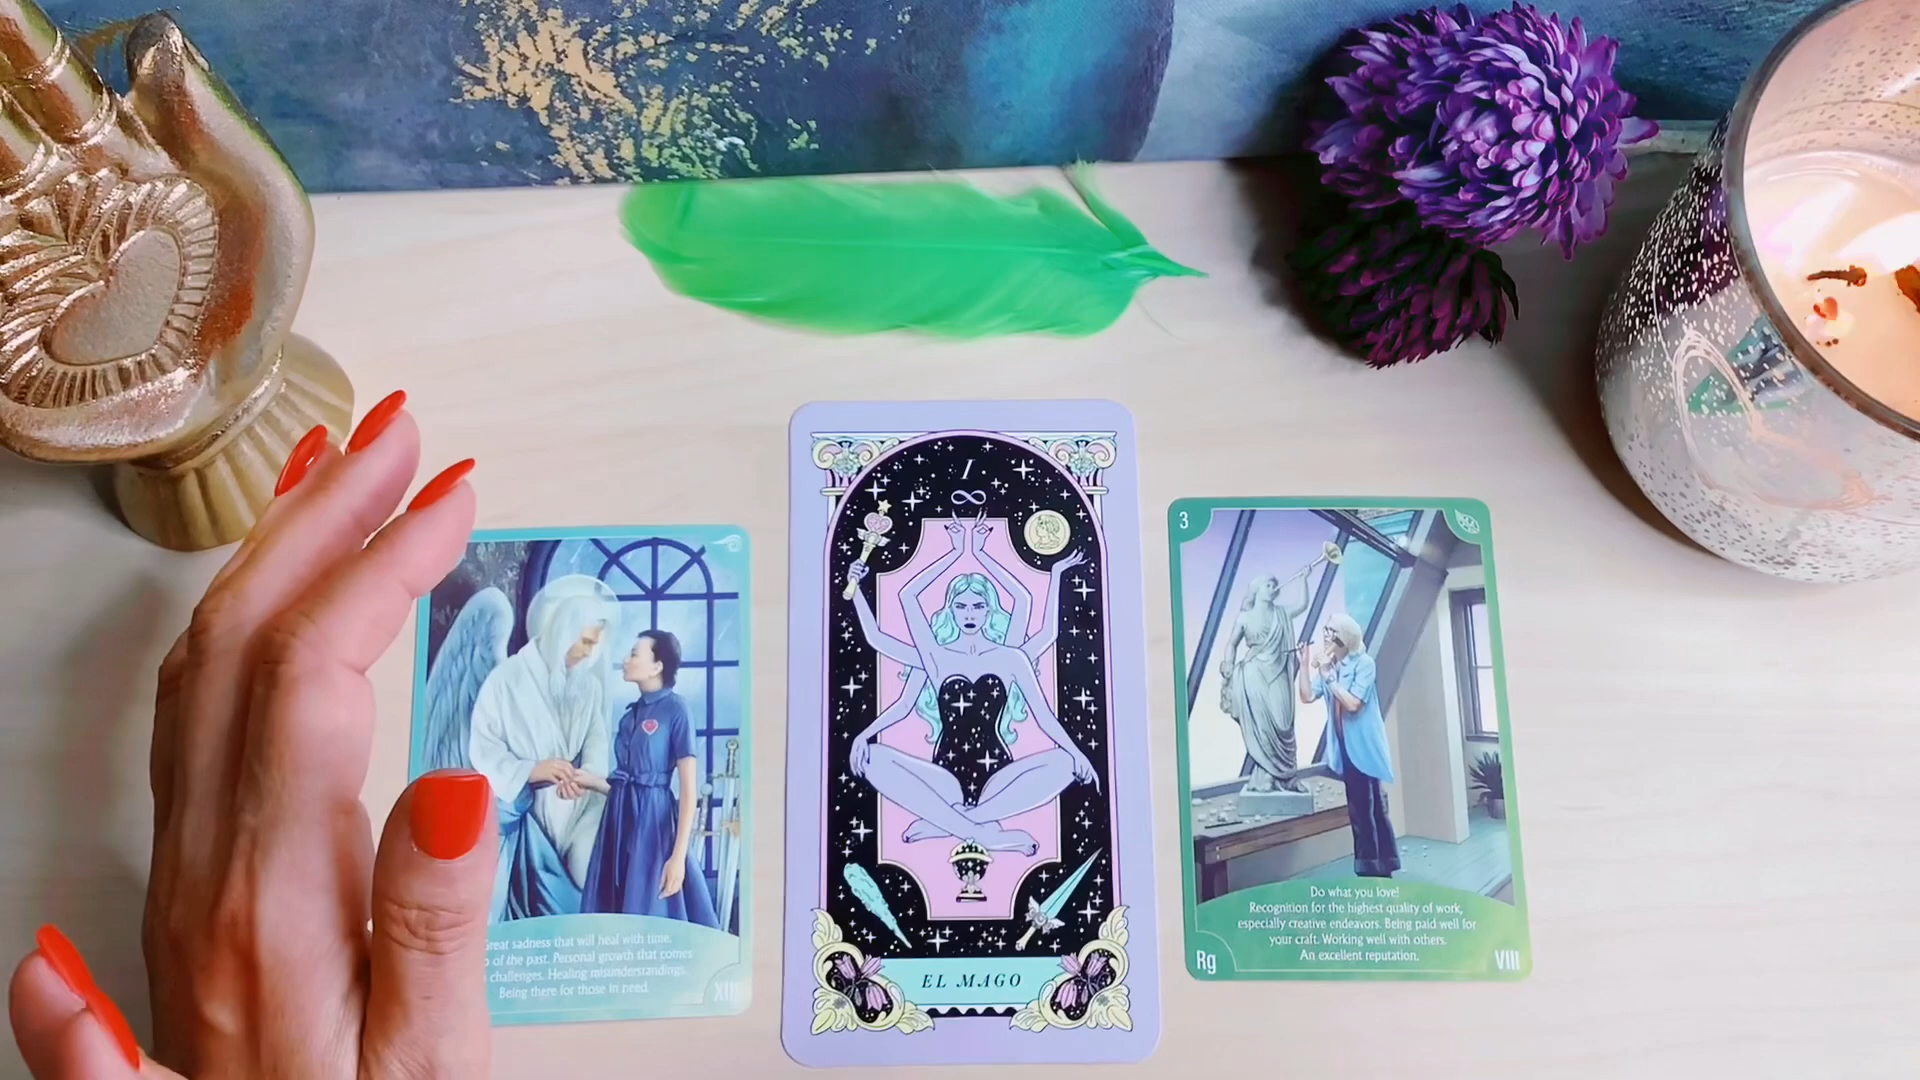 Great sadness that will heal with time.
of the past. Personal growth that comes
challenges. Healing misunderstandings.
Being there for those in need.
XIII
I
EL MAGO
3
Do what you love!
Recognition for the highest quality of work,
especially creative endeavors. Being paid well for
your craft. Working well with others.
An excellent reputation.
Rg
VIII